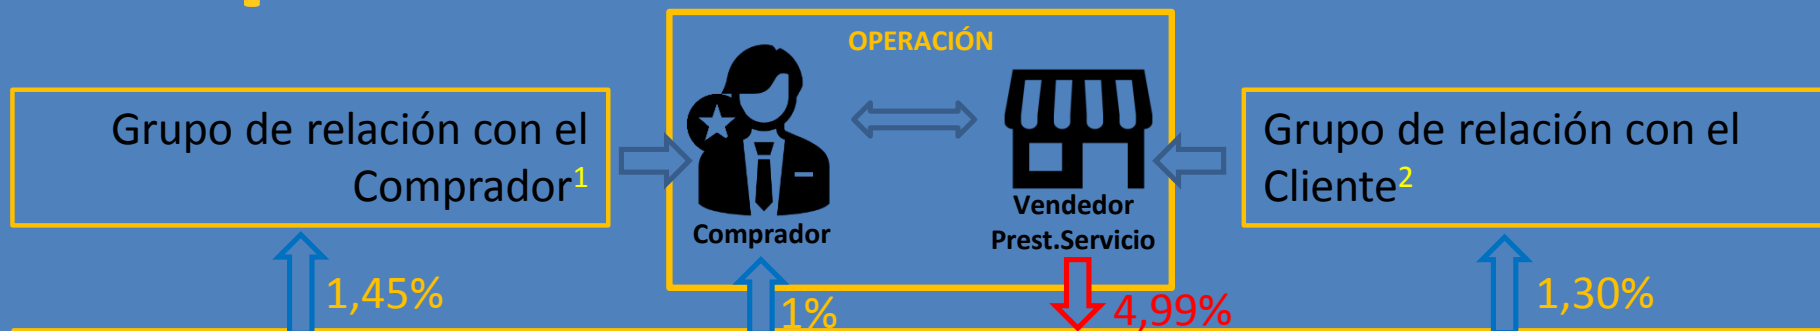 OPERACIÓN
Grupo de relación con el
Comprador1
Comprador
Vendedor
Prest.Servicio
Grupo de relación con el
Cliente2
1,45%
1%
4,99%
1,30%